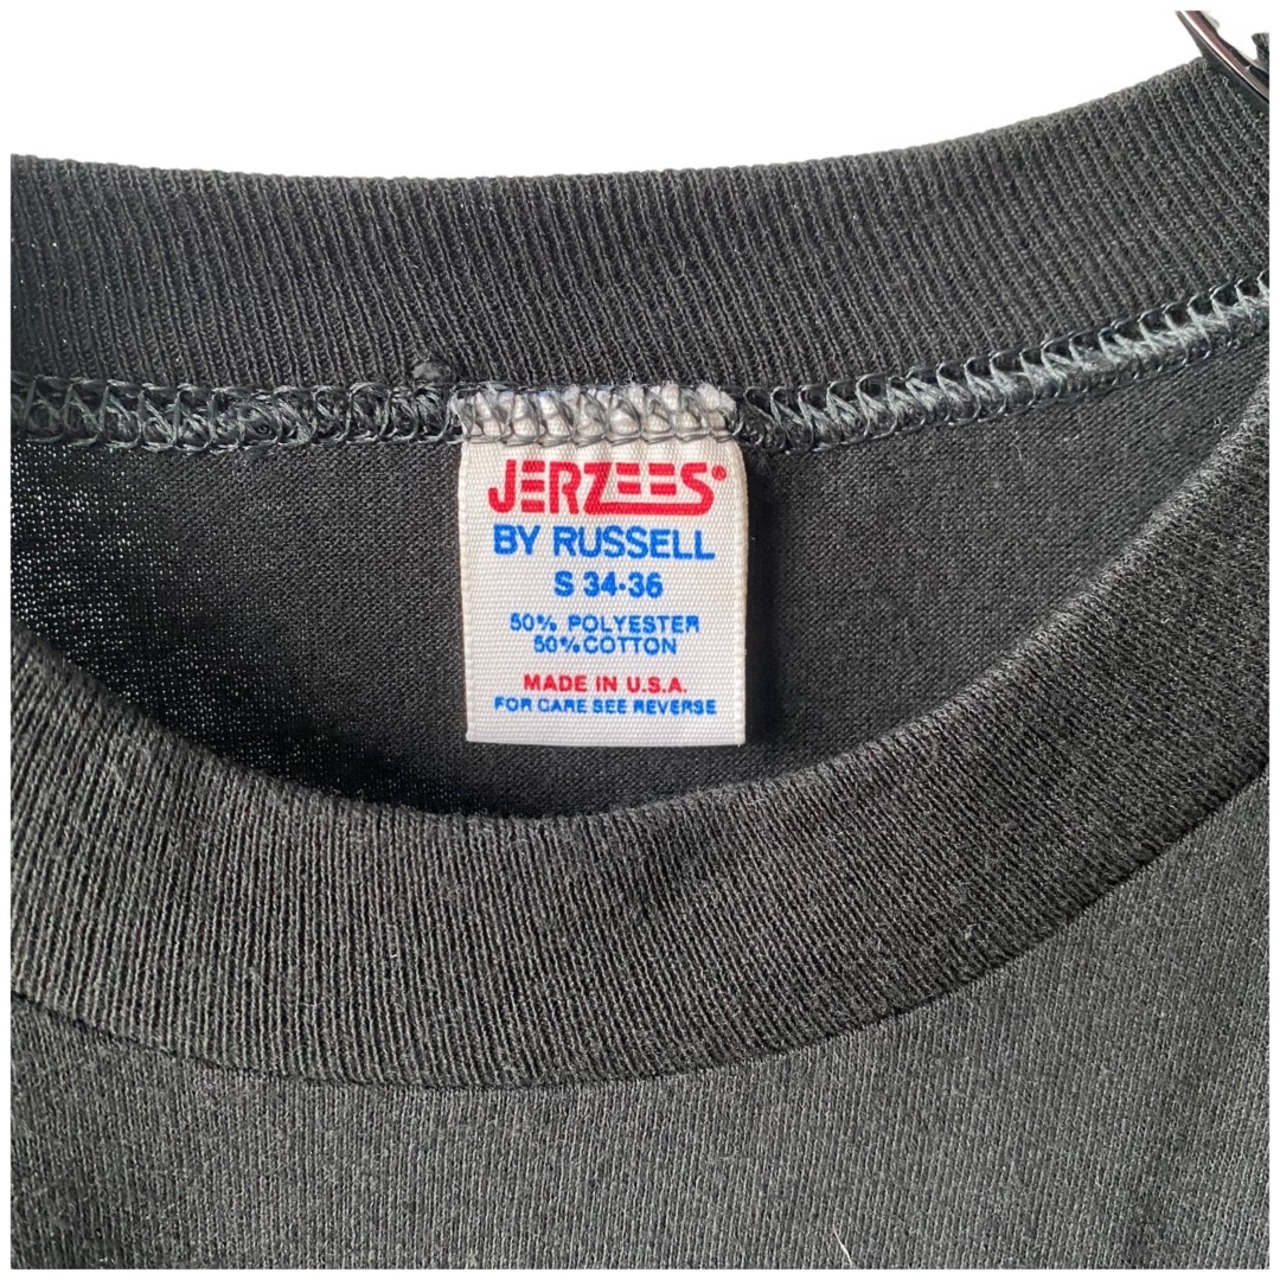 JERZEES®
BY RUSSELL
S 34-36
50% POLYESTER
50% COTTON
MADE IN U.S.A.
FOR CARE SEE REVERSE